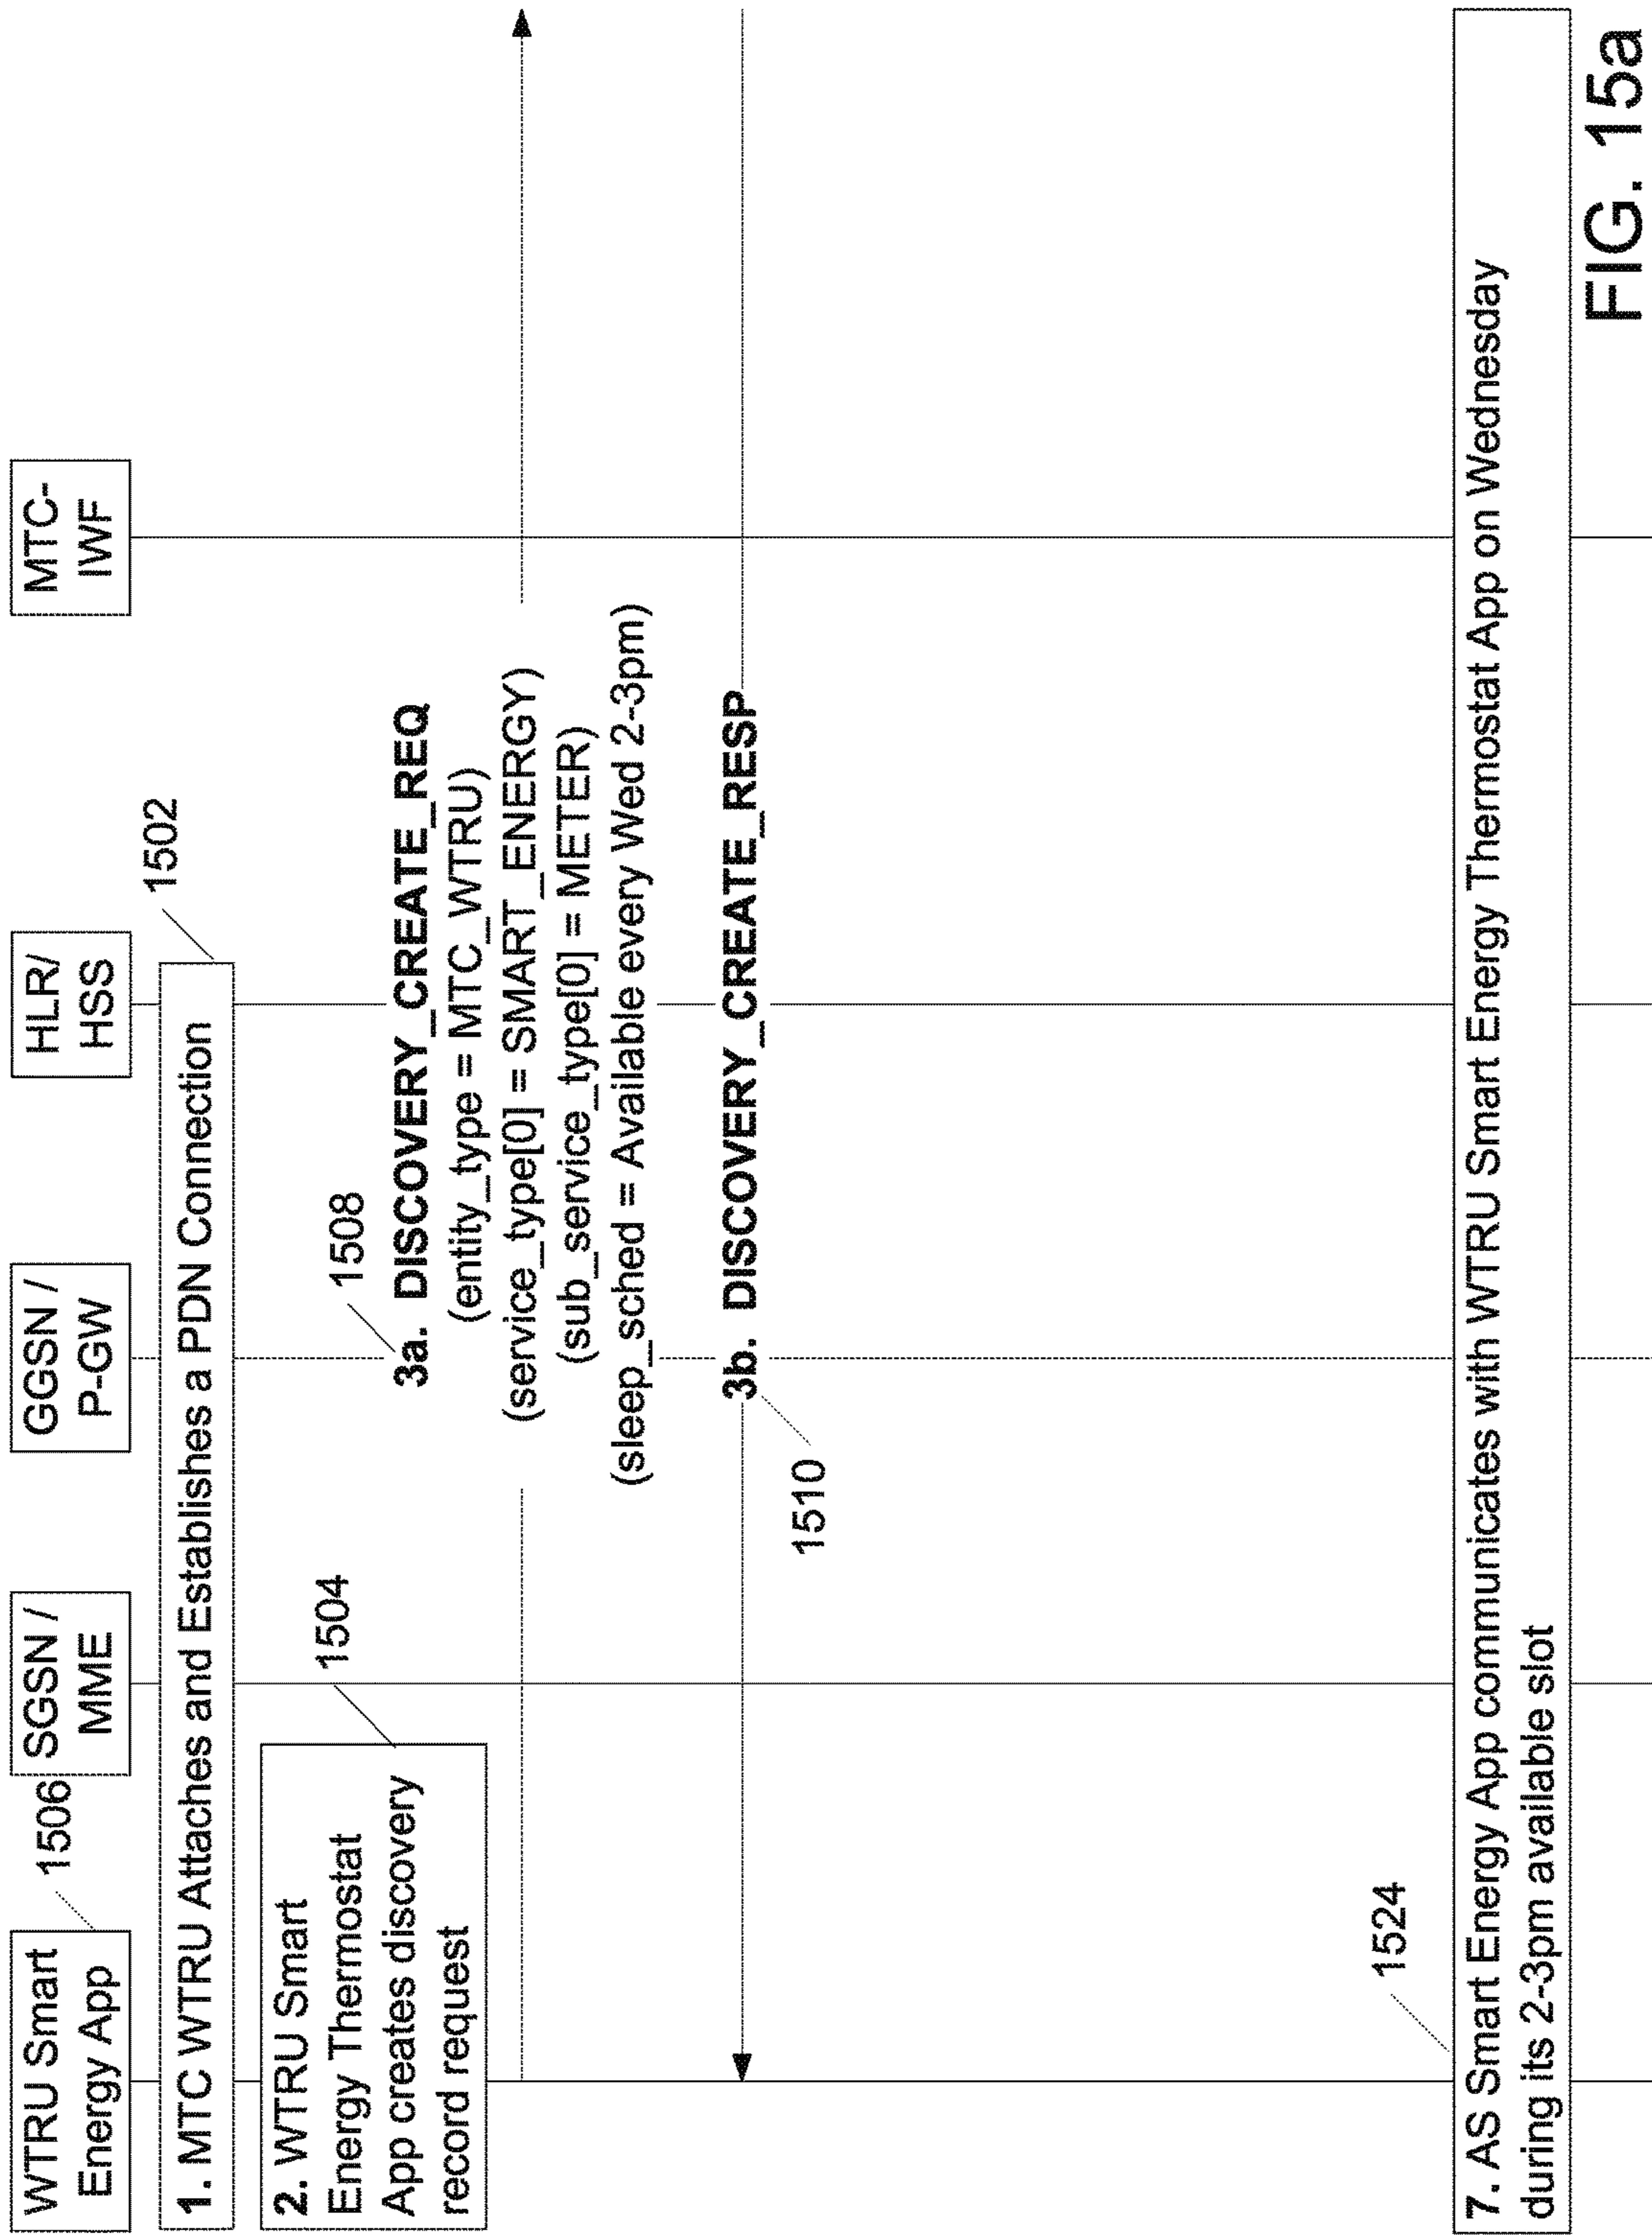 WTRU Smart
Energy App
1506
SGSN /
MME
GGSN /
P-GW
HLR/
HSS
MTC-
IWF
1. MTC WTRU Attaches and Establishes a PDN Connection
1502
2. WTRU Smart
Energy Thermostat
App creates discovery
record request
1504
1508
3a. DISCOVERY_CREATE_REQ
(entity_type = MTC_WTRU)
(service_type[0] = SMART_ENERGY)
(sub_service_type[0] = METER)
(sleep_sched = Available every Wed 2-3pm)
3b. DISCOVERY_CREATE_RESP
1510
1524
7. AS Smart Energy App communicates with WTRU Smart Energy Thermostat App on Wednesday
during its 2-3pm available slot
FIG. 15a